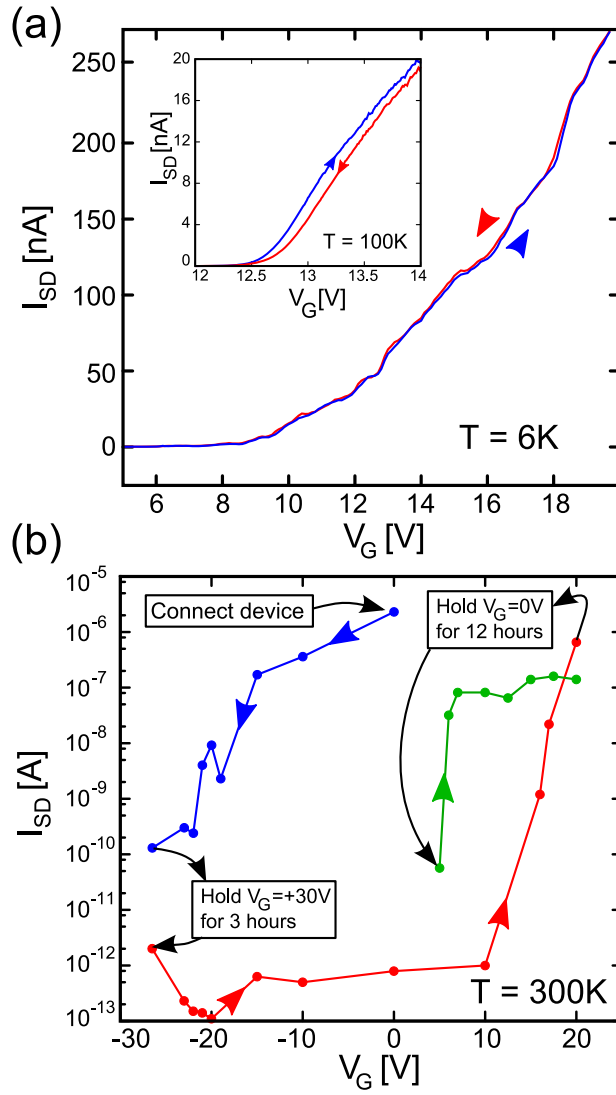 (a)
I_SD [nA]
250
200
150
100
50
0
6 8 10 12 14 16 18
V_G [V]
T = 6K
I_SD [nA]
20
16
12
8
4
0
12 12.5 13 13.5 14
V_G [V]
T = 100K
(b)
I_SD [A]
10^-5
10^-6
10^-7
10^-8
10^-9
10^-10
10^-11
10^-12
10^-13
-30 -20 -10 0 10 20
V_G [V]
Connect device
Hold V_G=0V
for 12 hours
Hold V_G=+30V
for 3 hours
T = 300K